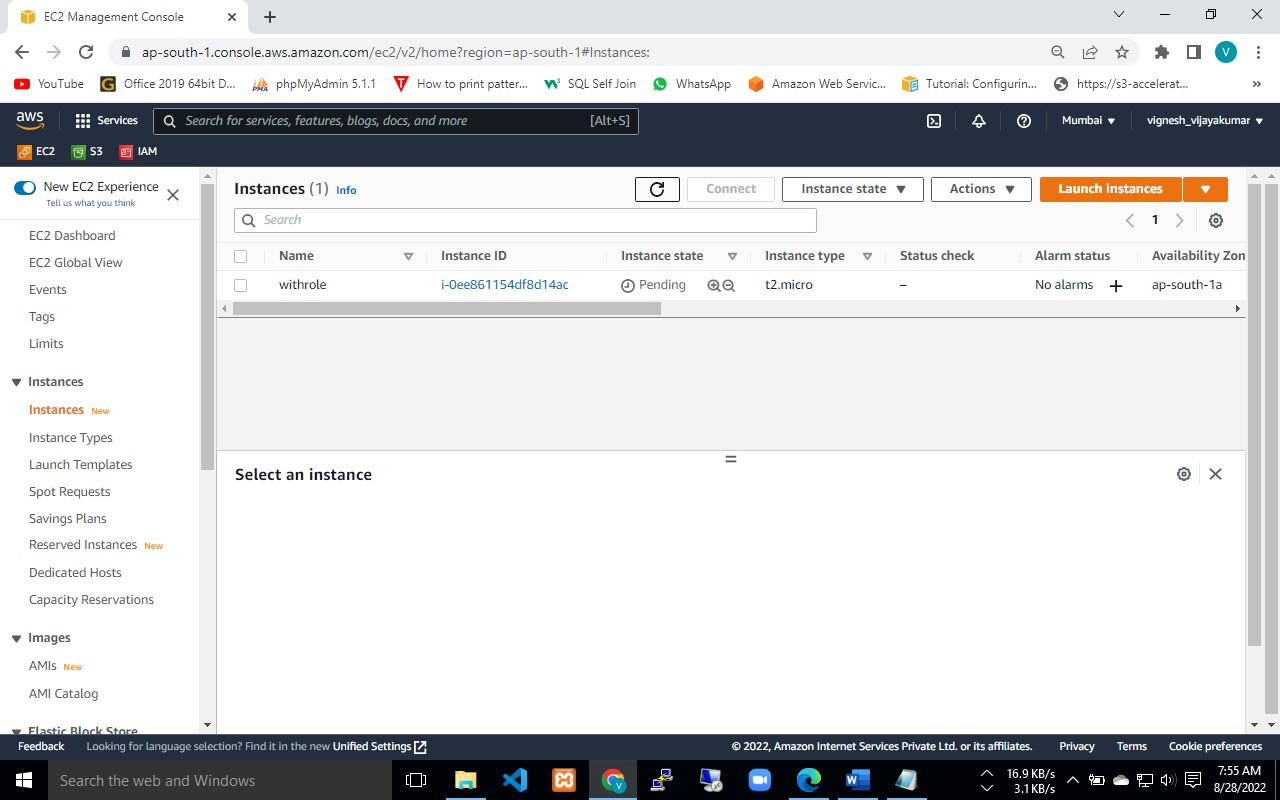 EC2 Management Console
ap-south-1.console.aws.amazon.com/ec2/v2/home?region=ap-south-1#Instances:
V
YouTube
Office 2019 64bit D...
phpMyAdmin 5.1.1
How to print patter...
SQL Self Join
WhatsApp
Amazon Web Servic...
Tutorial: Configurin...
https://s3-accelerat...
»
aws
Services
Search for services, features, blogs, docs, and more [Alt+S]
Mumbai
vignesh_vijayakumar
EC2
S3
IAM
New EC2 Experience
Tell us what you think
EC2 Dashboard
EC2 Global View
Events
Tags
Limits
Instances
Instances New
Instance Types
Launch Templates
Spot Requests
Savings Plans
Reserved Instances New
Dedicated Hosts
Capacity Reservations
Images
AMIs New
AMI Catalog
Elastic Block Store
Instances (1) Info
Connect
Instance state
Actions
Launch instances
Search
1
Name Instance ID Instance state Instance type Status check Alarm status Availability Zon
withrole i-0ee861154df8d14ac Pending t2.micro – No alarms + ap-south-1a
Select an instance
Feedback Looking for language selection? Find it in the new Unified Settings
© 2022, Amazon Internet Services Private Ltd. or its affiliates. Privacy Terms Cookie preferences
Search the web and Windows
16.9 KB/s
3.1 KB/s
7:55 AM
8/28/2022